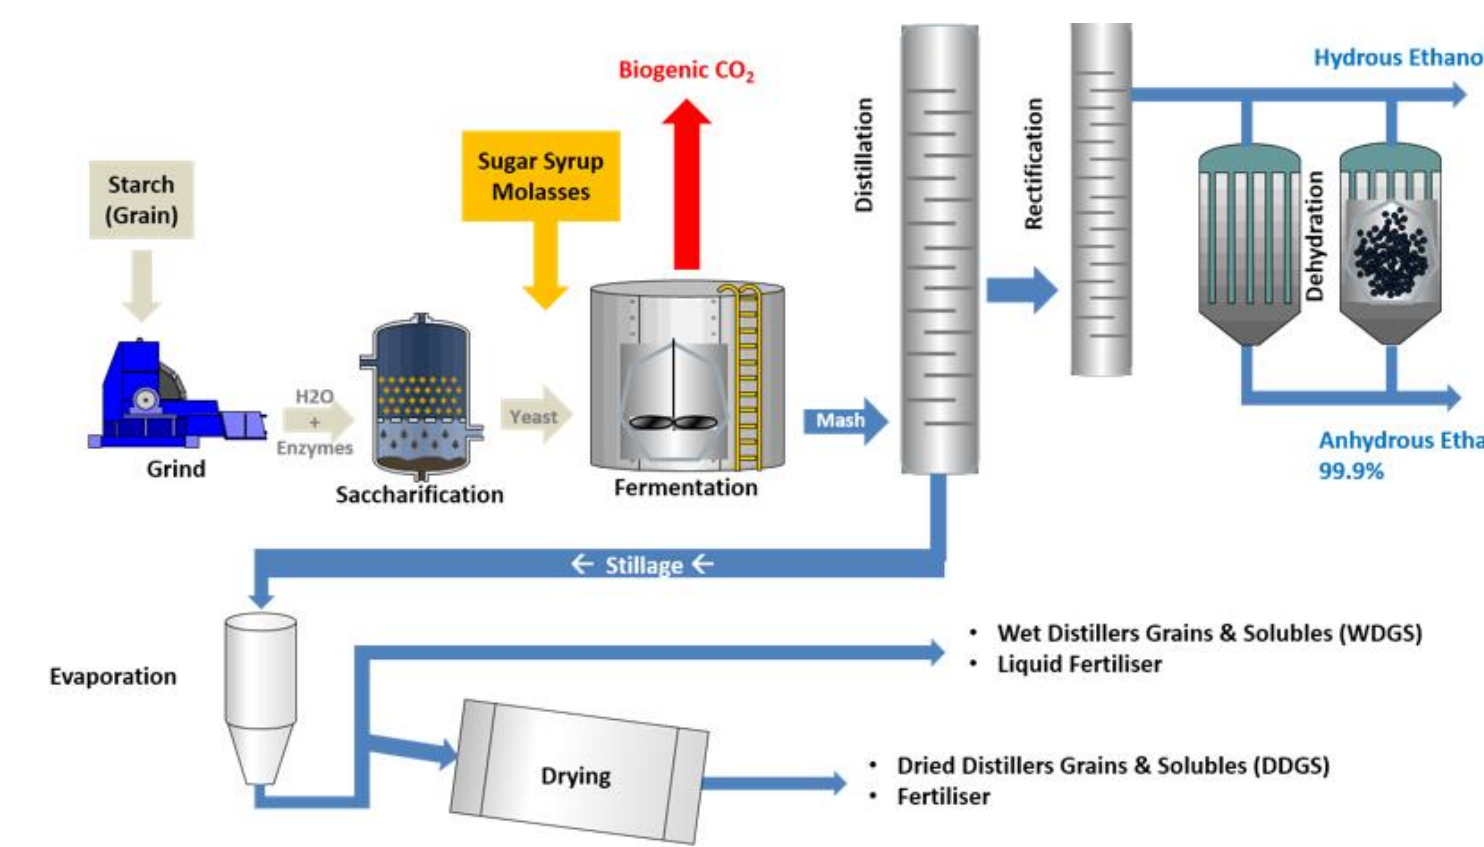 Biogenic CO₂
Hydrous Ethano
Starch
(Grain)
Sugar Syrup
Molasses
Distillation
Rectification
Dehydration
H2O
+
Enzymes
Yeast
Mash
Grind
Saccharification
Fermentation
Anhydrous Etha
99.9%
← Stillage ←
Evaporation
• Wet Distillers Grains & Solubles (WDGS)
• Liquid Fertiliser
Drying
• Dried Distillers Grains & Solubles (DDGS)
• Fertiliser